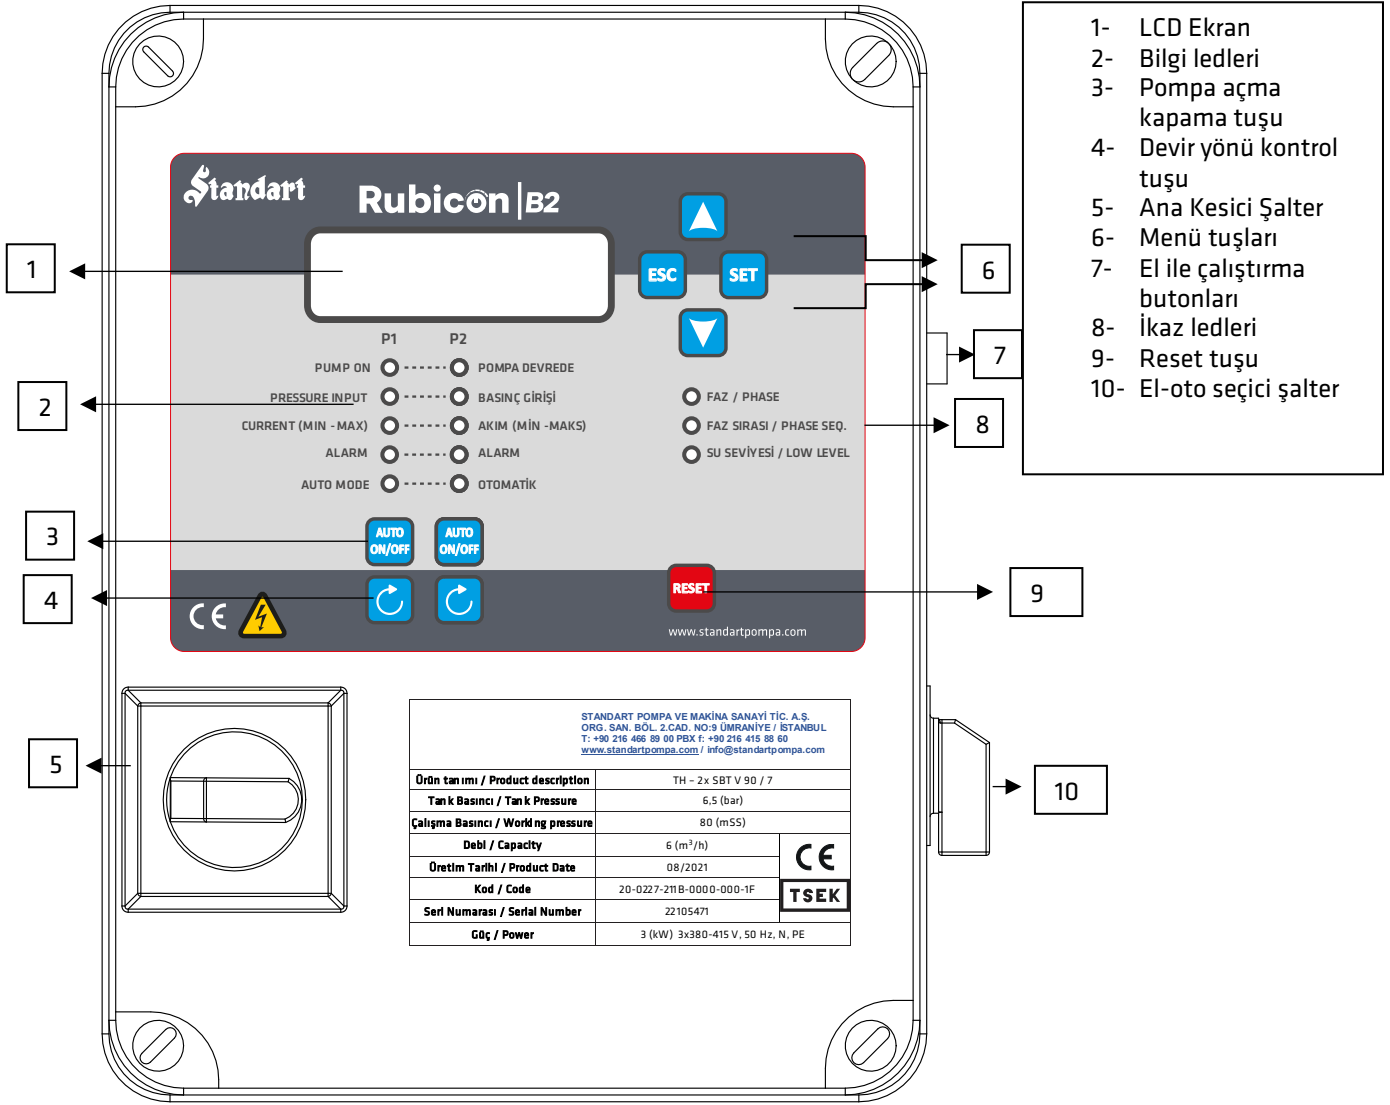 1- LCD Ekran
2- Bilgi ledleri
3- Pompa açma
kapama tuşu
4- Devir yönü kontrol
tuşu
5- Ana Kesici Şalter
6- Menü tuşları
7- El ile çalıştırma
butonları
8- İkaz ledleri
9- Reset tuşu
10- El-oto seçici şalter
Standart
Rubicon | B2
ESC SET
1
6
7
P1 P2
PUMP ON POMPA DEVREDE
PRESSURE INPUT BASINÇ GİRİŞİ
CURRENT (MIN -MAX) AKIM (MİN -MAKS)
ALARM ALARM
AUTO MODE OTOMATİK
2
FAZ / PHASE
FAZ SIRASI / PHASE SEQ.
SU SEVİYESİ / LOW LEVEL
8
3
AUTO ON/OFF
AUTO ON/OFF
4
RESET
9
CE
www.standartpompa.com
5
10
STANDART POMPA VE MAKİNA SANAYİ TİC. A.Ş.
ORG. SAN. BÖL. 2.CAD. NO:9 ÜMRANİYE / İSTANBUL
T: +90 216 466 89 00 PBX f: +90 216 415 88 60
www.standartpompa.com / info@standartpompa.com
Ürün tanımı / Product description TH - 2x SBT V 90 / 7
Tank Basıncı / Tank Pressure 6,5 (bar)
Çalışma Basıncı / Working pressure 80 (mSS)
Debi / Capacity 6 (m³/h)
Üretim Tarihi / Product Date 08/2021
Kod / Code 20-0227-211B-0000-000-1F
Seri Numarası / Serial Number 22105471
Güç / Power 3 (kW) 3x380-415 V, 50 Hz, N, PE
CE
TSEK